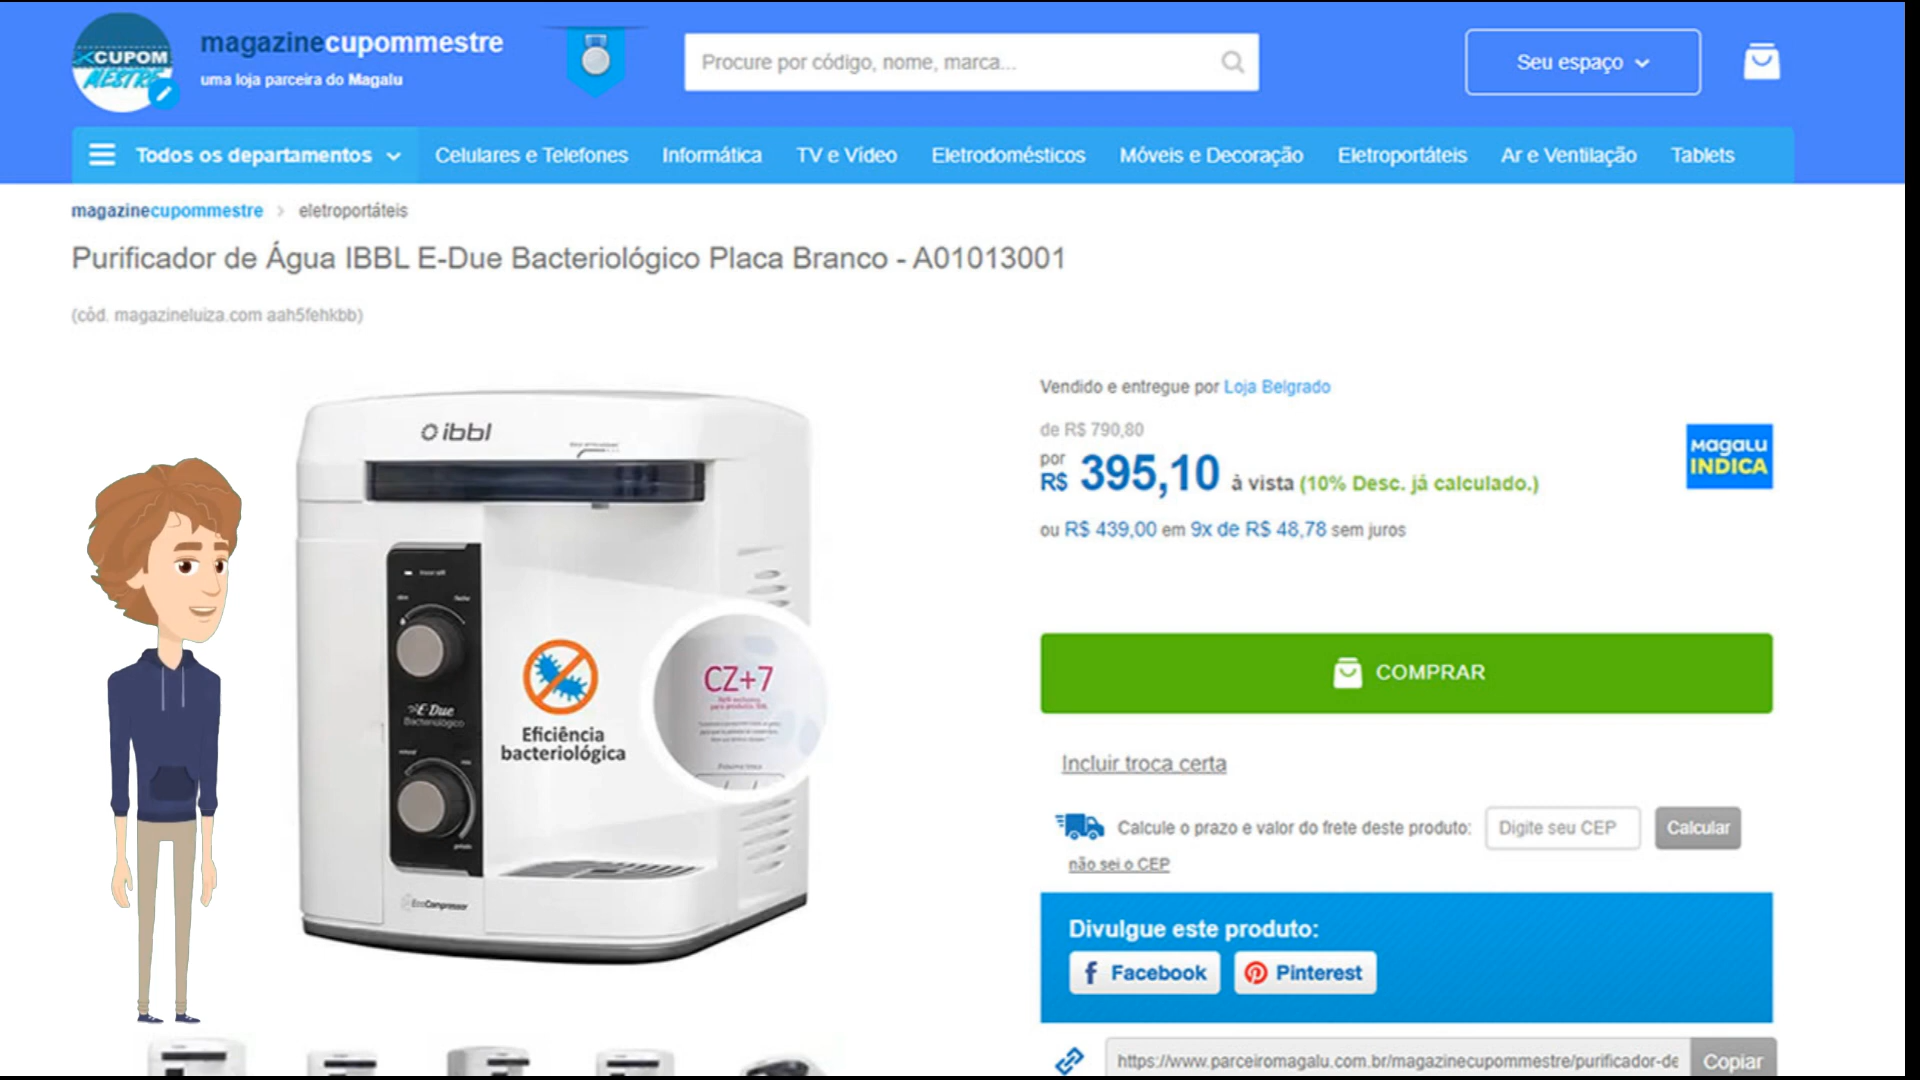 CUPOM
MESTRE
magazinecupommestre
uma loja parceira do Magalu
Procure por código, nome, marca...
Seu espaço
Todos os departamentos
Celulares e Telefones
Informática
TV e Vídeo
Eletrodomésticos
Móveis e Decoração
Eletroportáteis
Ar e Ventilação
Tablets
magazinecupommestre > eletroportáteis
Purificador de Água IBBL E-Due Bacteriológico Placa Branco - A01013001
(cód. magazineluiza.com aah5fehkbb)
ibbl
E-Due
Bacteriológico
Eficiência
bacteriológica
CZ+7
EcoCompressor
Vendido e entregue por Loja Belgrado
de R$ 790,80
por
R$ 395,10 à vista (10% Desc. já calculado.)
ou R$ 439,00 em 9x de R$ 48,78 sem juros
Magalu
INDICA
COMPRAR
Incluir troca certa
Calcule o prazo e valor do frete deste produto:
Digite seu CEP
Calcular
não sei o CEP
Divulgue este produto:
Facebook
Pinterest
https://www.parceiromagalu.com.br/magazinecupommestre/purificador-de
Copiar